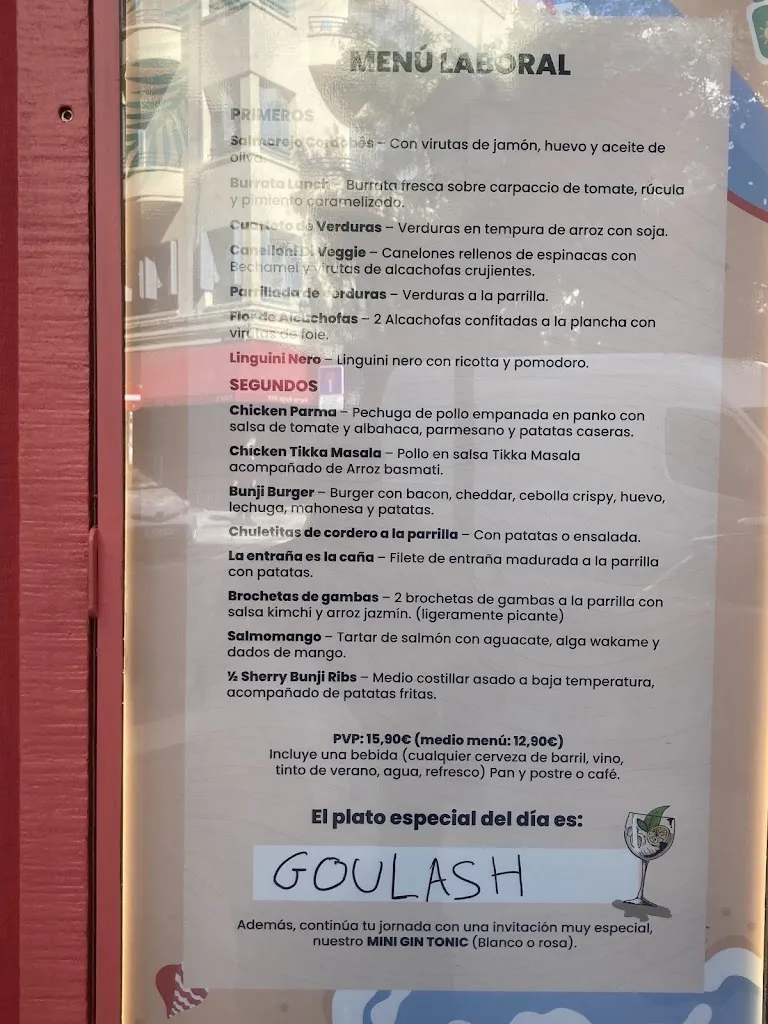 MENÚ LABORAL
PRIMEROS
Salmorejo Cordobés – Con virutas de jamón, huevo y aceite de
oliva.
Burrata Lunch – Burrata fresca sobre carpaccio de tomate, rúcula
y pimiento caramelizado.
Cuarteto de Verduras – Verduras en tempura de arroz con soja.
Canelloni Di Veggie – Canelones rellenos de espinacas con
Bechamel y virutas de alcachofas crujientes.
Parrillada de Verduras – Verduras a la parrilla.
Flor de Alcachofas – 2 Alcachofas confitadas a la plancha con
virutas de foie.
Linguini Nero – Linguini nero con ricotta y pomodoro.
SEGUNDOS
Chicken Parma – Pechuga de pollo empanada en panko con
salsa de tomate y albahaca, parmesano y patatas caseras.
Chicken Tikka Masala – Pollo en salsa Tikka Masala
acompañado de Arroz basmati.
Bunji Burger – Burger con bacon, cheddar, cebolla crispy, huevo,
lechuga, mahonesa y patatas.
Chuletitas de cordero a la parrilla – Con patatas o ensalada.
La entraña es la caña – Filete de entraña madurada a la parrilla
con patatas.
Brochetas de gambas – 2 brochetas de gambas a la parrilla con
salsa kimchi y arroz jazmín. (ligeramente picante)
Salmomango – Tartar de salmón con aguacate, alga wakame y
dados de mango.
½ Sherry Bunji Ribs – Medio costillar asado a baja temperatura,
acompañado de patatas fritas.
PVP: 15,90€ (medio menú: 12,90€)
Incluye una bebida (cualquier cerveza de barril, vino,
tinto de verano, agua, refresco) Pan y postre o café.
El plato especial del día es:
GOULASH
Además, continúa tu jornada con una invitación muy especial,
nuestro MINI GIN TONIC (Blanco o rosa).